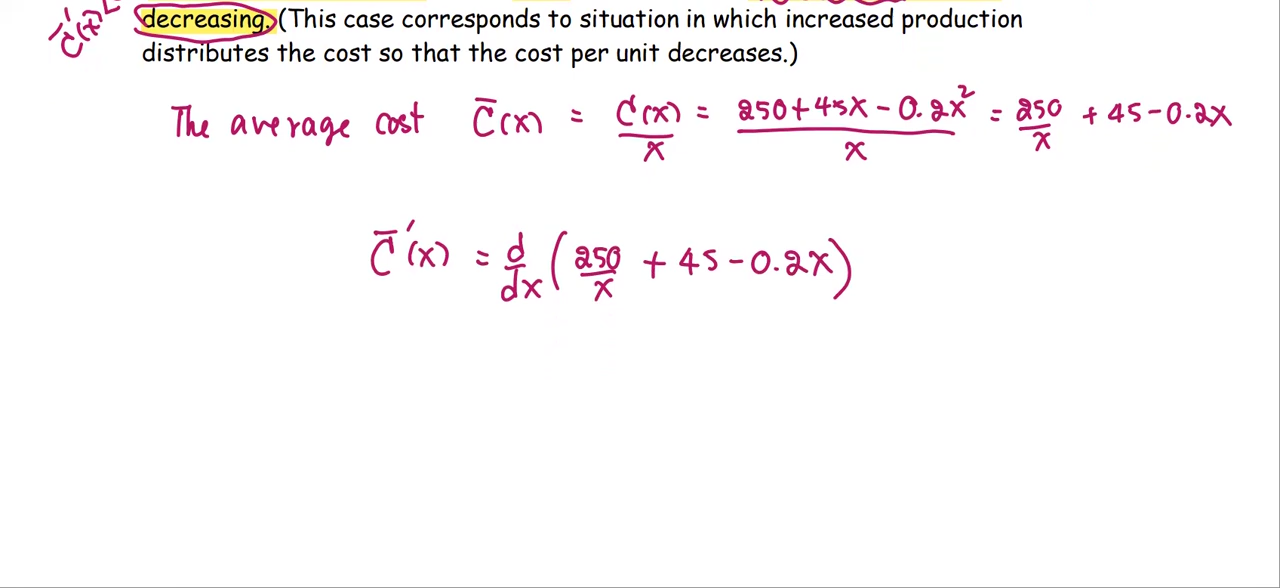 C̅'(x)
decreasing. (This case corresponds to situation in which increased production
distributes the cost so that the cost per unit decreases.)
The average cost C̅(x) = C(x)/x = (250+45x-0.2x²)/x = 250/x + 45-0.2x
C̅'(x) = d/dx (250/x + 45-0.2x)